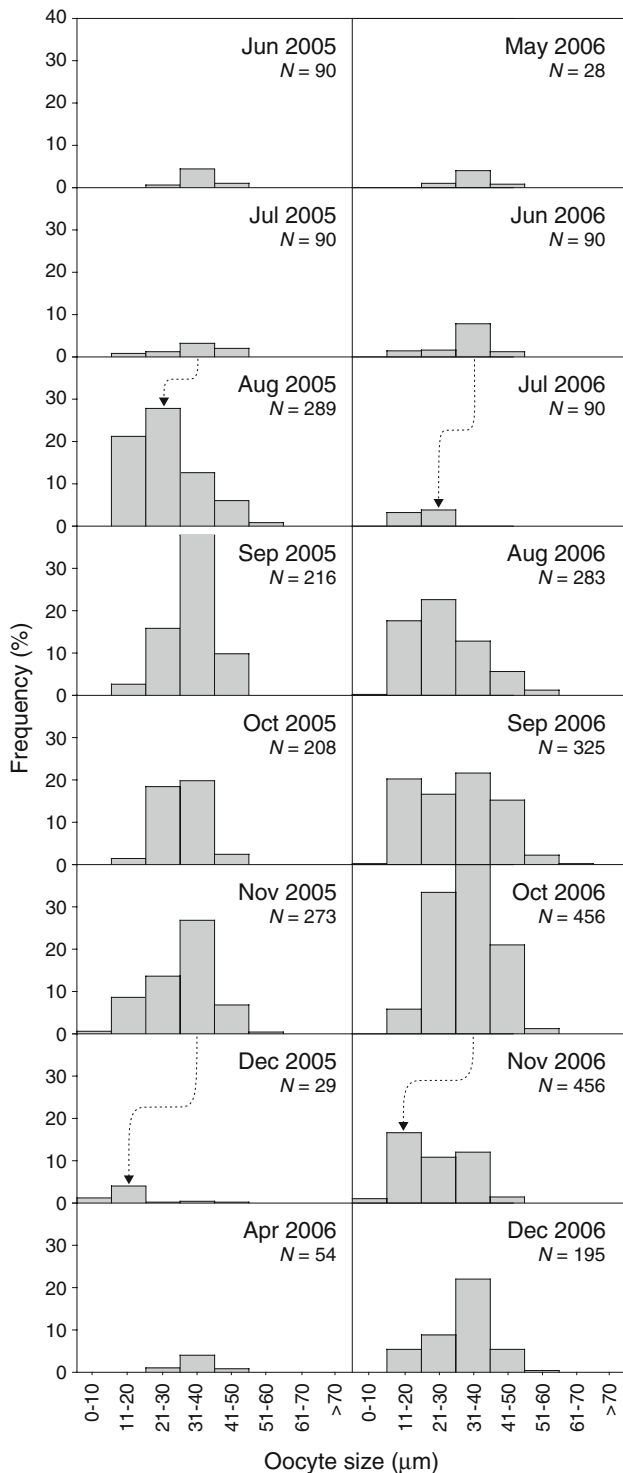 40
30
20
10
0
Jun 2005
N = 90
May 2006
N = 28
30
20
10
0
Jul 2005
N = 90
Jun 2006
N = 90
30
20
10
0
Aug 2005
N = 289
Jul 2006
N = 90
30
20
10
0
Sep 2005
N = 216
Aug 2006
N = 283
Frequency (%)
30
20
10
0
Oct 2005
N = 208
Sep 2006
N = 325
30
20
10
0
Nov 2005
N = 273
Oct 2006
N = 456
30
20
10
0
Dec 2005
N = 29
Nov 2006
N = 456
30
20
10
0
Apr 2006
N = 54
Dec 2006
N = 195
0-10
11-20
21-30
31-40
41-50
51-60
61-70
>70
0-10
11-20
21-30
31-40
41-50
51-60
61-70
>70
Oocyte size (μm)